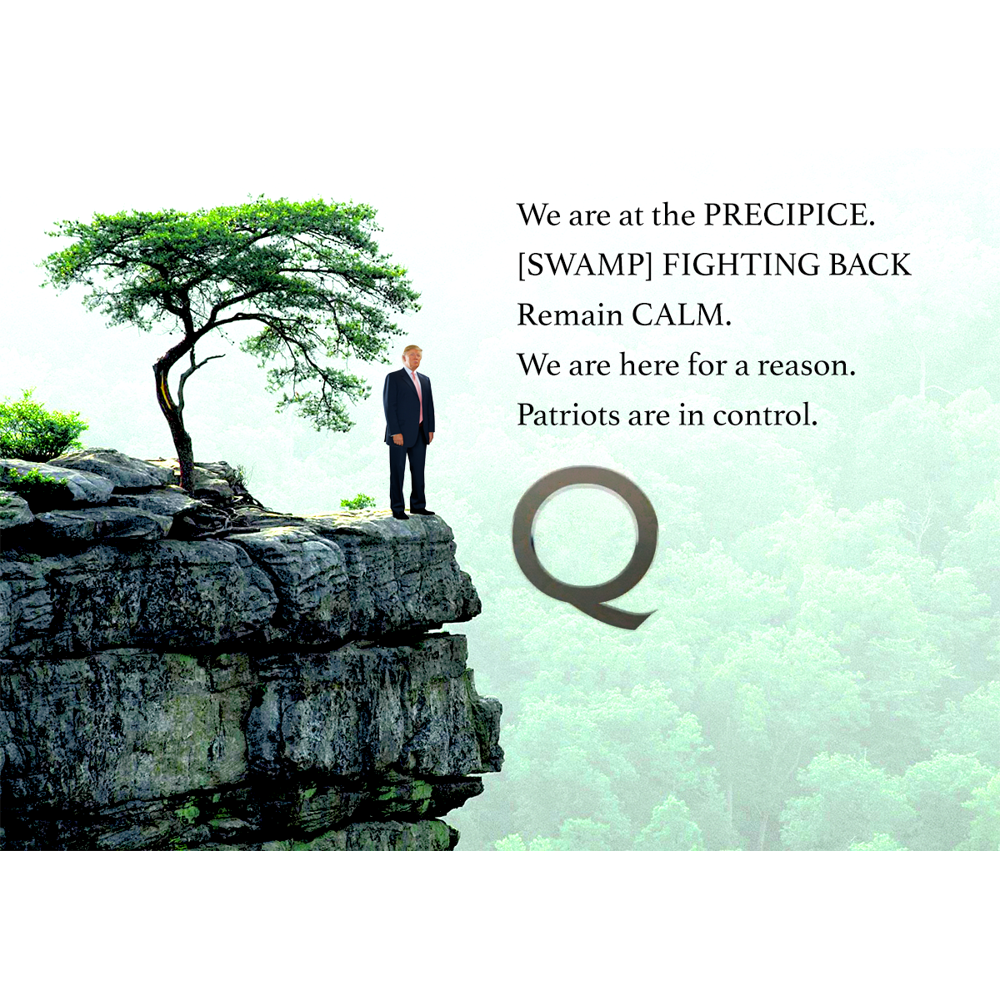 We are at the PRECIPICE.
[SWAMP] FIGHTING BACK
Remain CALM.
We are here for a reason.
Patriots are in control.
Q